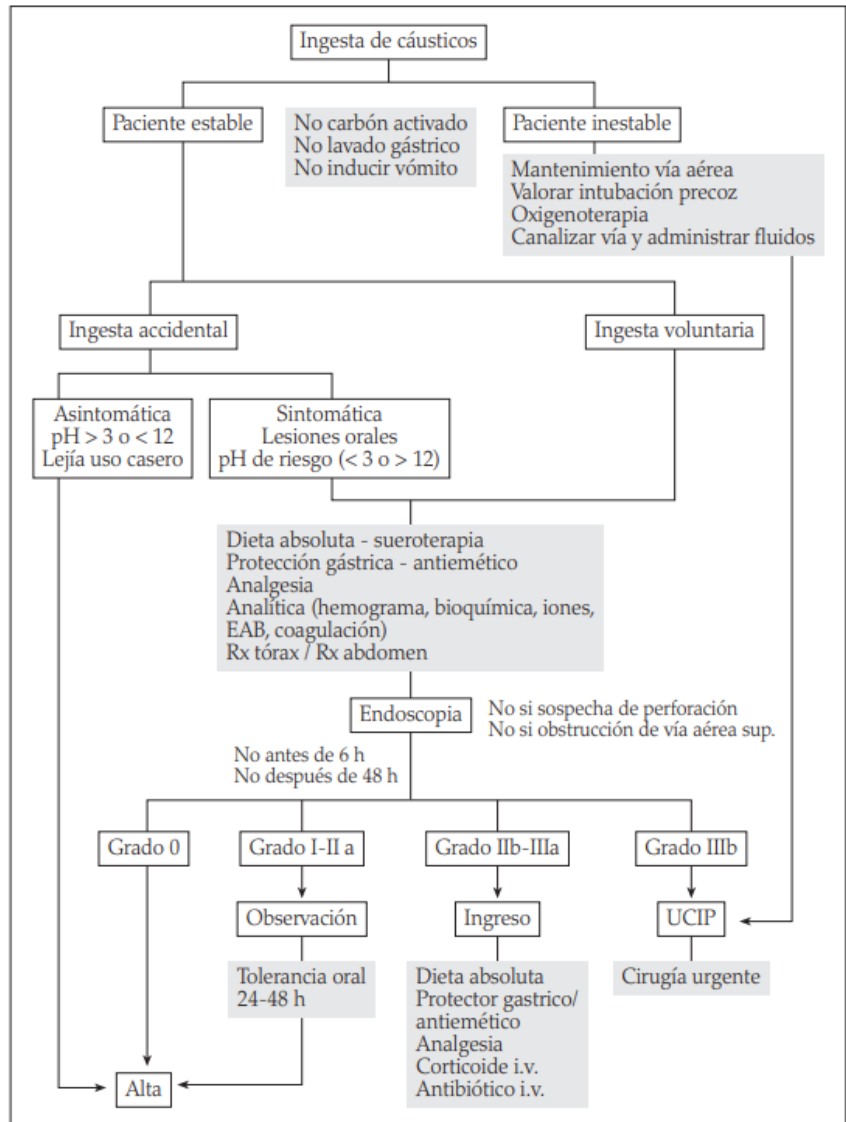 Ingesta de cáusticos
Paciente estable
No carbón activado
No lavado gástrico
No inducir vómito
Paciente inestable
Mantenimiento vía aérea
Valorar intubación precoz
Oxigenoterapia
Canalizar vía y administrar fluidos
Ingesta accidental
Ingesta voluntaria
Asintomática
pH > 3 o < 12
Lejía uso casero
Sintomática
Lesiones orales
pH de riesgo (< 3 o > 12)
Dieta absoluta - sueroterapia
Protección gástrica - antiemético
Analgesia
Analítica (hemograma, bioquímica, iones,
EAB, coagulación)
Rx tórax / Rx abdomen
Endoscopia
No si sospecha de perforación
No si obstrucción de vía aérea sup.
No antes de 6 h
No después de 48 h
Grado 0
Grado I-II a
Grado IIb-IIIa
Grado IIIb
Observación
Ingreso
UCIP
Tolerancia oral
24-48 h
Dieta absoluta
Protector gastrico/
antiemético
Analgesia
Corticoide i.v.
Antibiótico i.v.
Cirugía urgente
Alta